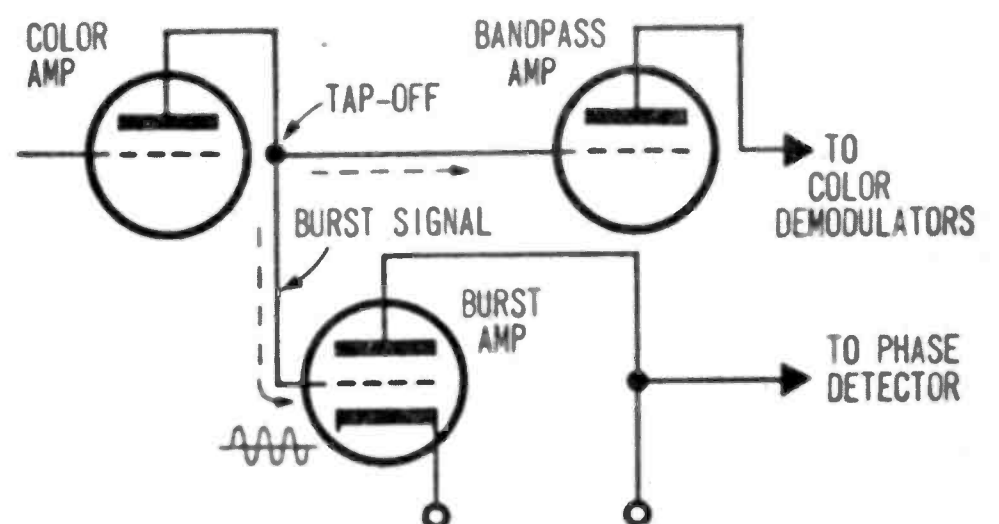 COLOR
AMP
BANDPASS
AMP
TAP-OFF
TO
COLOR
DEMODULATORS
BURST SIGNAL
BURST
AMP
TO PHASE
DETECTOR